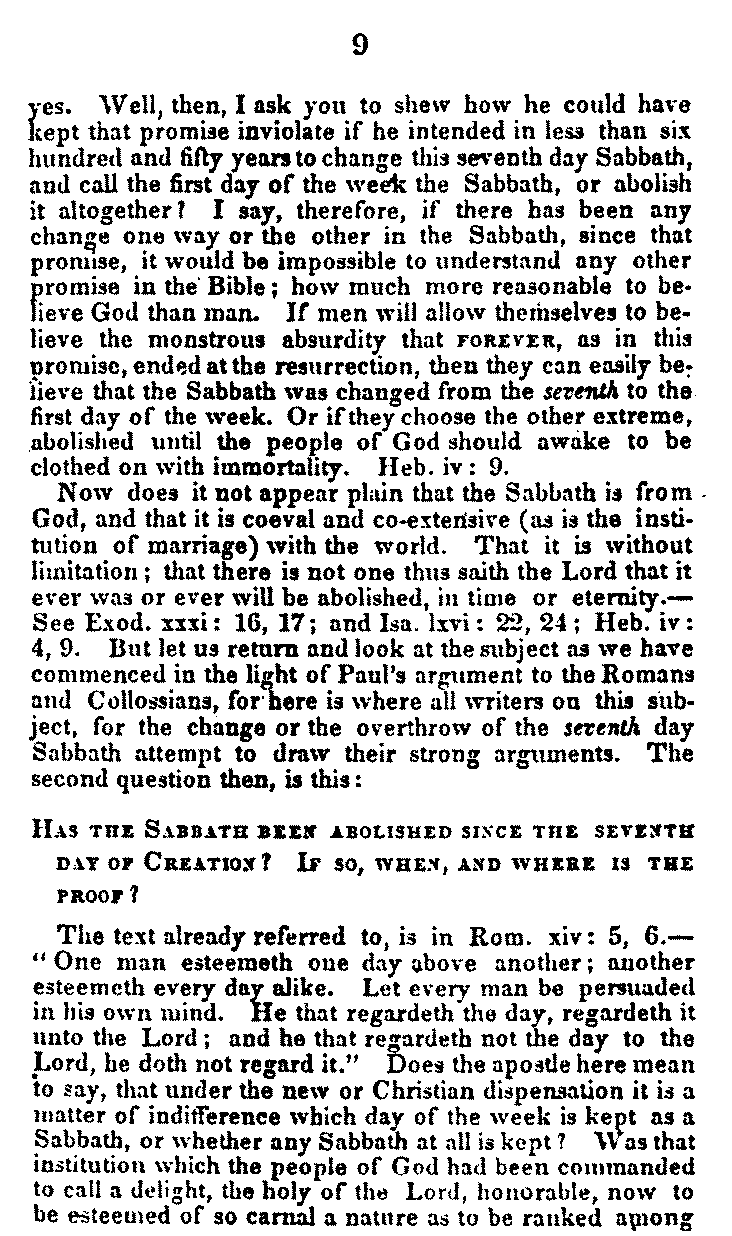 9
yes. Well, then, I ask you to shew how he could have
kept that promise inviolate if he intended in less than six
hundred and fifty years to change this seventh day Sabbath,
and call the first day of the week the Sabbath, or abolish
it altogether? I say, therefore, if there has been any
change one way or the other in the Sabbath, since that
promise, it would be impossible to understand any other
promise in the Bible; how much more reasonable to be-
lieve God than man. If men will allow themselves to be-
lieve the monstrous absurdity that FOREVER, as in this
promise, ended at the resurrection, then they can easily be-
lieve that the Sabbath was changed from the seventh to the
first day of the week. Or if they choose the other extreme,
abolished until the people of God should awake to be
clothed on with immortality. Heb. iv: 9.
Now does it not appear plain that the Sabbath is from
God, and that it is coeval and co-extensive (as is the insti-
tution of marriage) with the world. That it is without
limitation; that there is not one thus saith the Lord that it
ever was or ever will be abolished, in time or eternity.—
See Exod. xxxi: 16, 17; and Isa. lxvi: 22, 24; Heb. iv:
4, 9. But let us return and look at the subject as we have
commenced in the light of Paul's argument to the Romans
and Collossians, for here is where all writers on this sub-
ject, for the change or the overthrow of the seventh day
Sabbath attempt to draw their strong arguments. The
second question then, is this:
HAS THE SABBATH BEEN ABOLISHED SINCE THE SEVENTH
DAY OF CREATION? IF SO, WHEN, AND WHERE IS THE
PROOF?
The text already referred to, is in Rom. xiv: 5, 6.—
"One man esteemeth one day above another; another
esteemeth every day alike. Let every man be persuaded
in his own mind. He that regardeth the day, regardeth it
unto the Lord; and he that regardeth not the day to the
Lord, he doth not regard it." Does the apostle here mean
to say, that under the new or Christian dispensation it is a
matter of indifference which day of the week is kept as a
Sabbath, or whether any Sabbath at all is kept? Was that
institution which the people of God had been commanded
to call a delight, the holy of the Lord, honorable, now to
be esteemed of so carnal a nature as to be ranked among